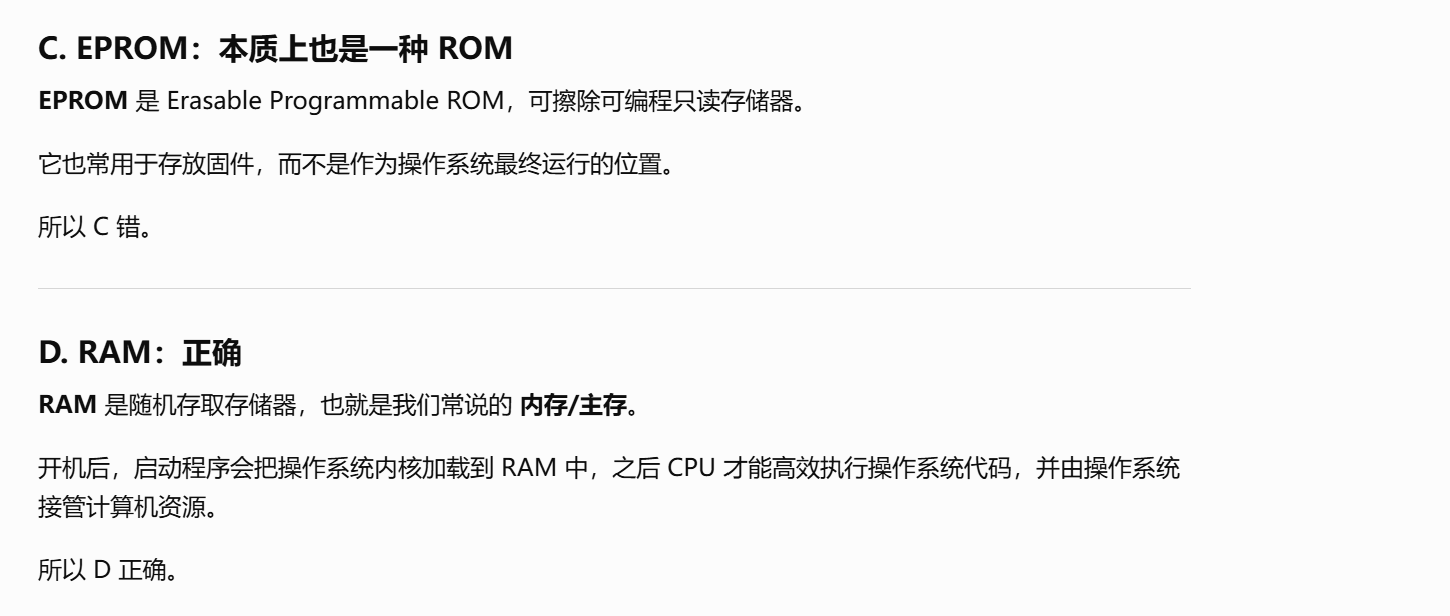 C. EPROM：本质上也是一种 ROM
EPROM 是 Erasable Programmable ROM，可擦除可编程只读存储器。
它也常用于存放固件，而不是作为操作系统最终运行的位置。
所以 C 错。
D. RAM：正确
RAM 是随机存取存储器，也就是我们常说的 内存/主存。
开机后，启动程序会把操作系统内核加载到 RAM 中，之后 CPU 才能高效执行操作系统代码，并由操作系统
接管计算机资源。
所以 D 正确。